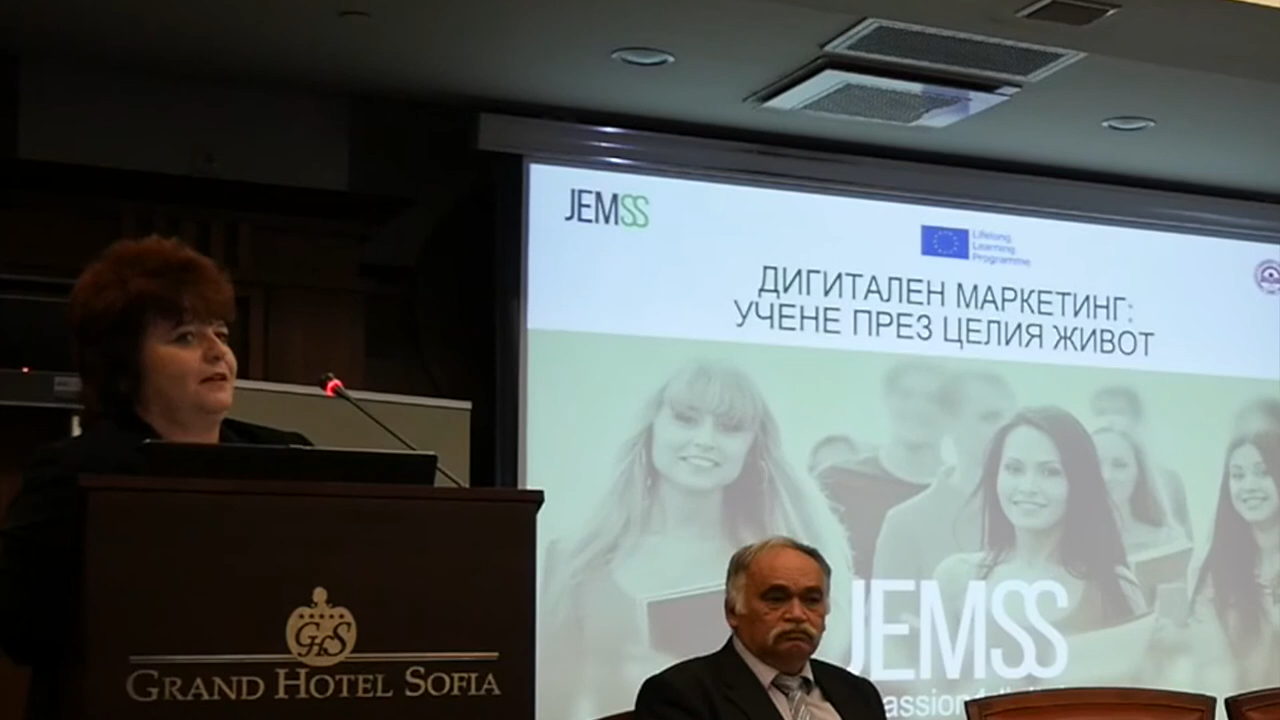 JEMSS
Lifelong
Learning
Programme
ДИГИТАЛЕН МАРКЕТИНГ:
УЧЕНЕ ПРЕЗ ЦЕЛИЯ ЖИВОТ
JEMSS
GHS
GRAND HOTEL SOFIA